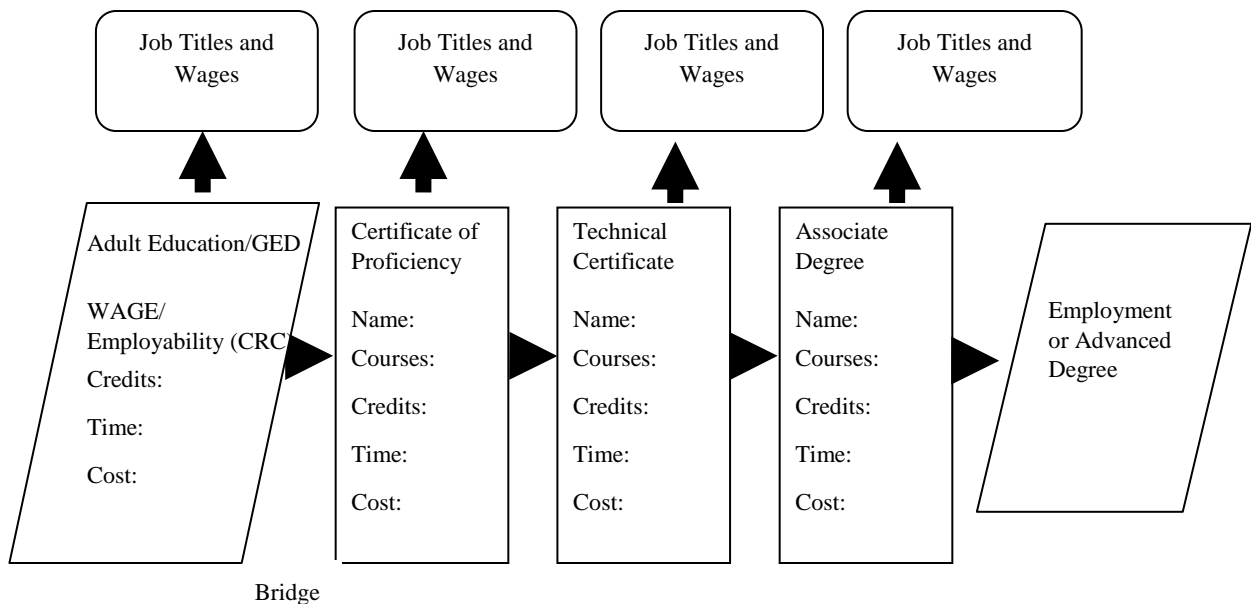 Job Titles and
Wages
Job Titles and
Wages
Job Titles and
Wages
Job Titles and
Wages
Adult Education/GED
WAGE/
Employability (CRC)
Credits:
Time:
Cost:
Certificate of
Proficiency
Name:
Courses:
Credits:
Time:
Cost:
Technical
Certificate
Name:
Courses:
Credits:
Time:
Cost:
Associate
Degree
Name:
Courses:
Credits:
Time:
Cost:
Employment
or Advanced
Degree
Bridge